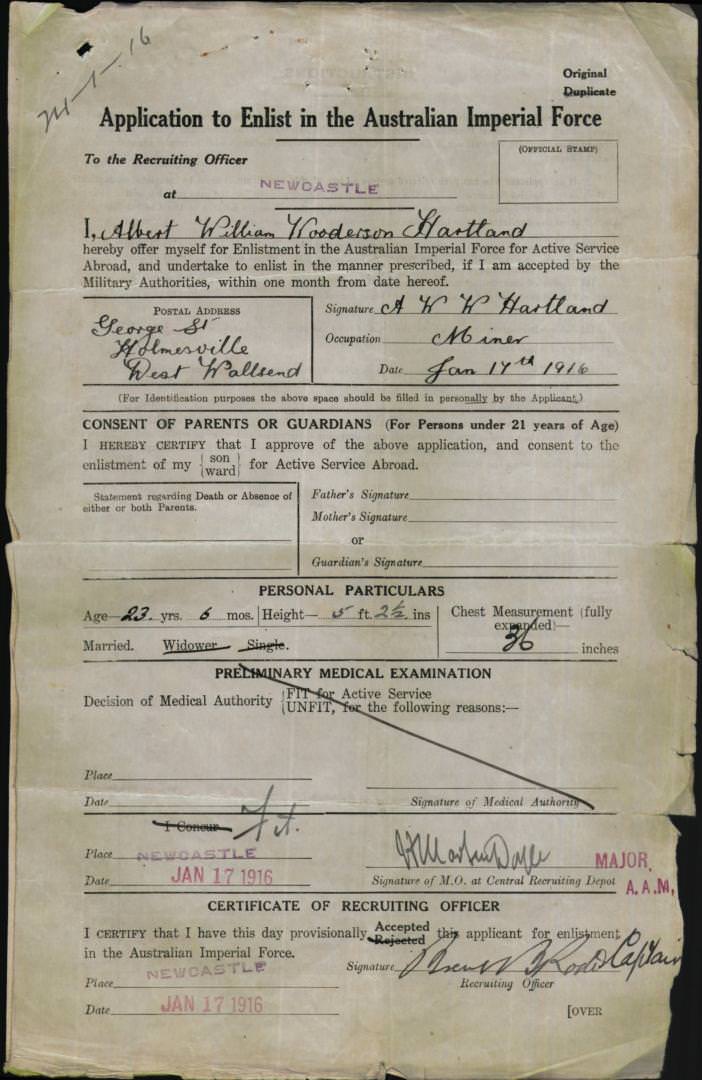 Original
Duplicate
Application to Enlist in the Australian Imperial Force
(OFFICIAL STAMP)
To the Recruiting Officer
at NEWCASTLE
I, Albert William Wooderson Hartland
hereby offer myself for Enlistment in the Australian Imperial Force for Active Service
Abroad, and undertake to enlist in the manner prescribed, if I am accepted by the
Military Authorities, within one month from date hereof.
POSTAL ADDRESS
George St
Holmesville
West Wallsend
Signature A W W Hartland
Occupation Miner
Date Jan 17th 1916
(For Identification purposes the above space should be filled in personally by the Applicant.)
CONSENT OF PARENTS OR GUARDIANS (For Persons under 21 years of Age)
I HEREBY CERTIFY that I approve of the above application, and consent to the
enlistment of my {son ward} for Active Service Abroad.
Statement regarding Death or Absence of
either or both Parents.
Father's Signature
Mother's Signature
or
Guardian's Signature
PERSONAL PARTICULARS
Age—23 yrs. 6 mos. Height— 5 ft. 2½ ins
Chest Measurement (fully
expanded)—
36 inches
Married. Widower Single.
PRELIMINARY MEDICAL EXAMINATION
Decision of Medical Authority {FIT for Active Service
{UNFIT, for the following reasons:—
Place
Date
Signature of Medical Authority
I Concur Fit.
Place NEWCASTLE
Date JAN 17 1916
MAJOR,
A.A.M,
Signature of M.O. at Central Recruiting Depot
CERTIFICATE OF RECRUITING OFFICER
I CERTIFY that I have this day provisionally Accepted Rejected this applicant for enlistment
in the Australian Imperial Force.
Signature Captain
Recruiting Officer
Place NEWCASTLE
Date JAN 17 1916
[OVER